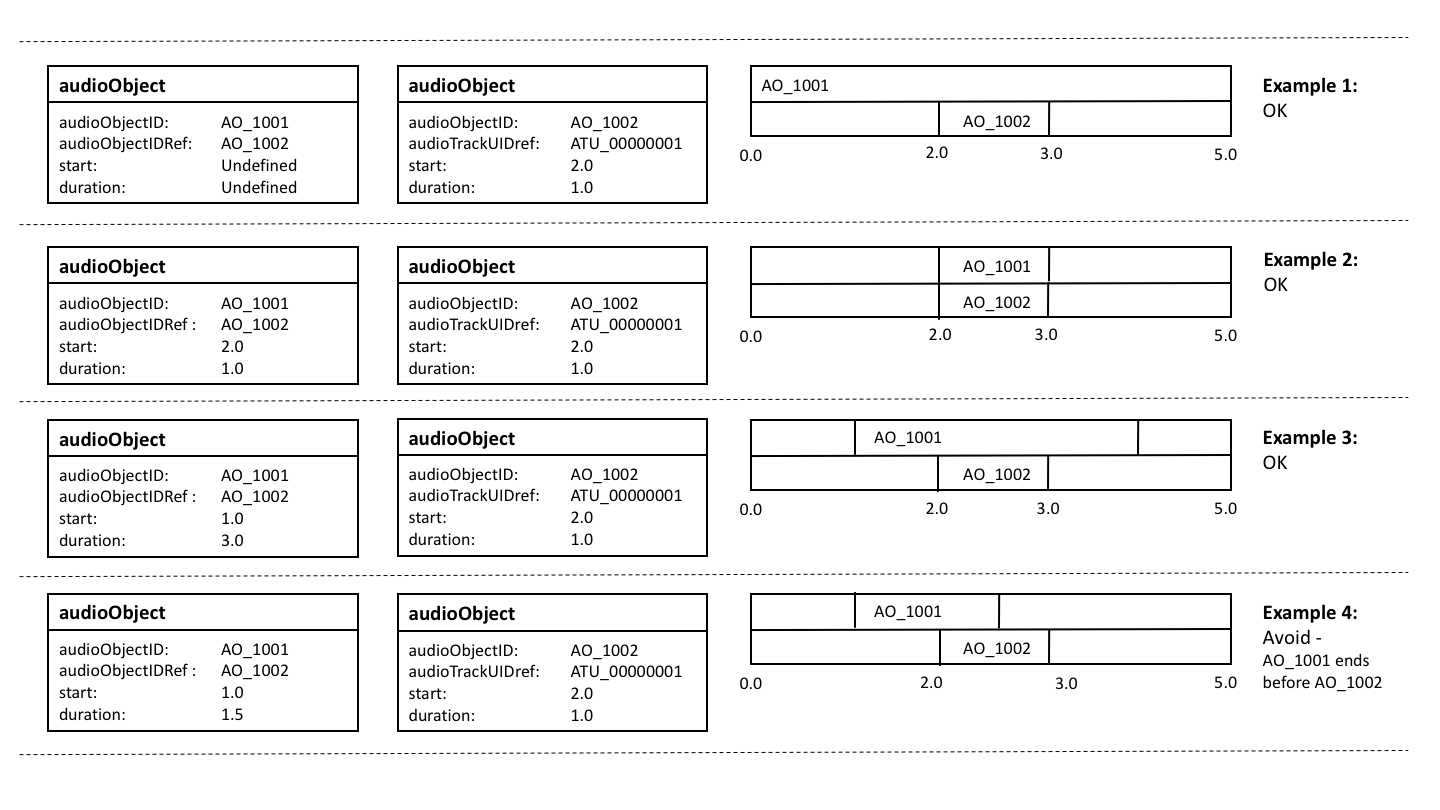 audioObject
audioObjectID: AO_1001
audioObjectIDRef: AO_1002
start: Undefined
duration: Undefined
audioObject
audioObjectID: AO_1002
audioTrackUIDref: ATU_00000001
start: 2.0
duration: 1.0
AO_1001
AO_1002
0.0 2.0 3.0 5.0
Example 1:
OK
audioObject
audioObjectID: AO_1001
audioObjectIDRef : AO_1002
start: 2.0
duration: 1.0
audioObject
audioObjectID: AO_1002
audioTrackUIDref: ATU_00000001
start: 2.0
duration: 1.0
AO_1001
AO_1002
0.0 2.0 3.0 5.0
Example 2:
OK
audioObject
audioObjectID: AO_1001
audioObjectIDRef : AO_1002
start: 1.0
duration: 3.0
audioObject
audioObjectID: AO_1002
audioTrackUIDref: ATU_00000001
start: 2.0
duration: 1.0
AO_1001
AO_1002
0.0 2.0 3.0 5.0
Example 3:
OK
audioObject
audioObjectID: AO_1001
audioObjectIDRef : AO_1002
start: 1.0
duration: 1.5
audioObject
audioObjectID: AO_1002
audioTrackUIDref: ATU_00000001
start: 2.0
duration: 1.0
AO_1001
AO_1002
0.0 2.0 3.0 5.0
Example 4:
Avoid -
AO_1001 ends
before AO_1002